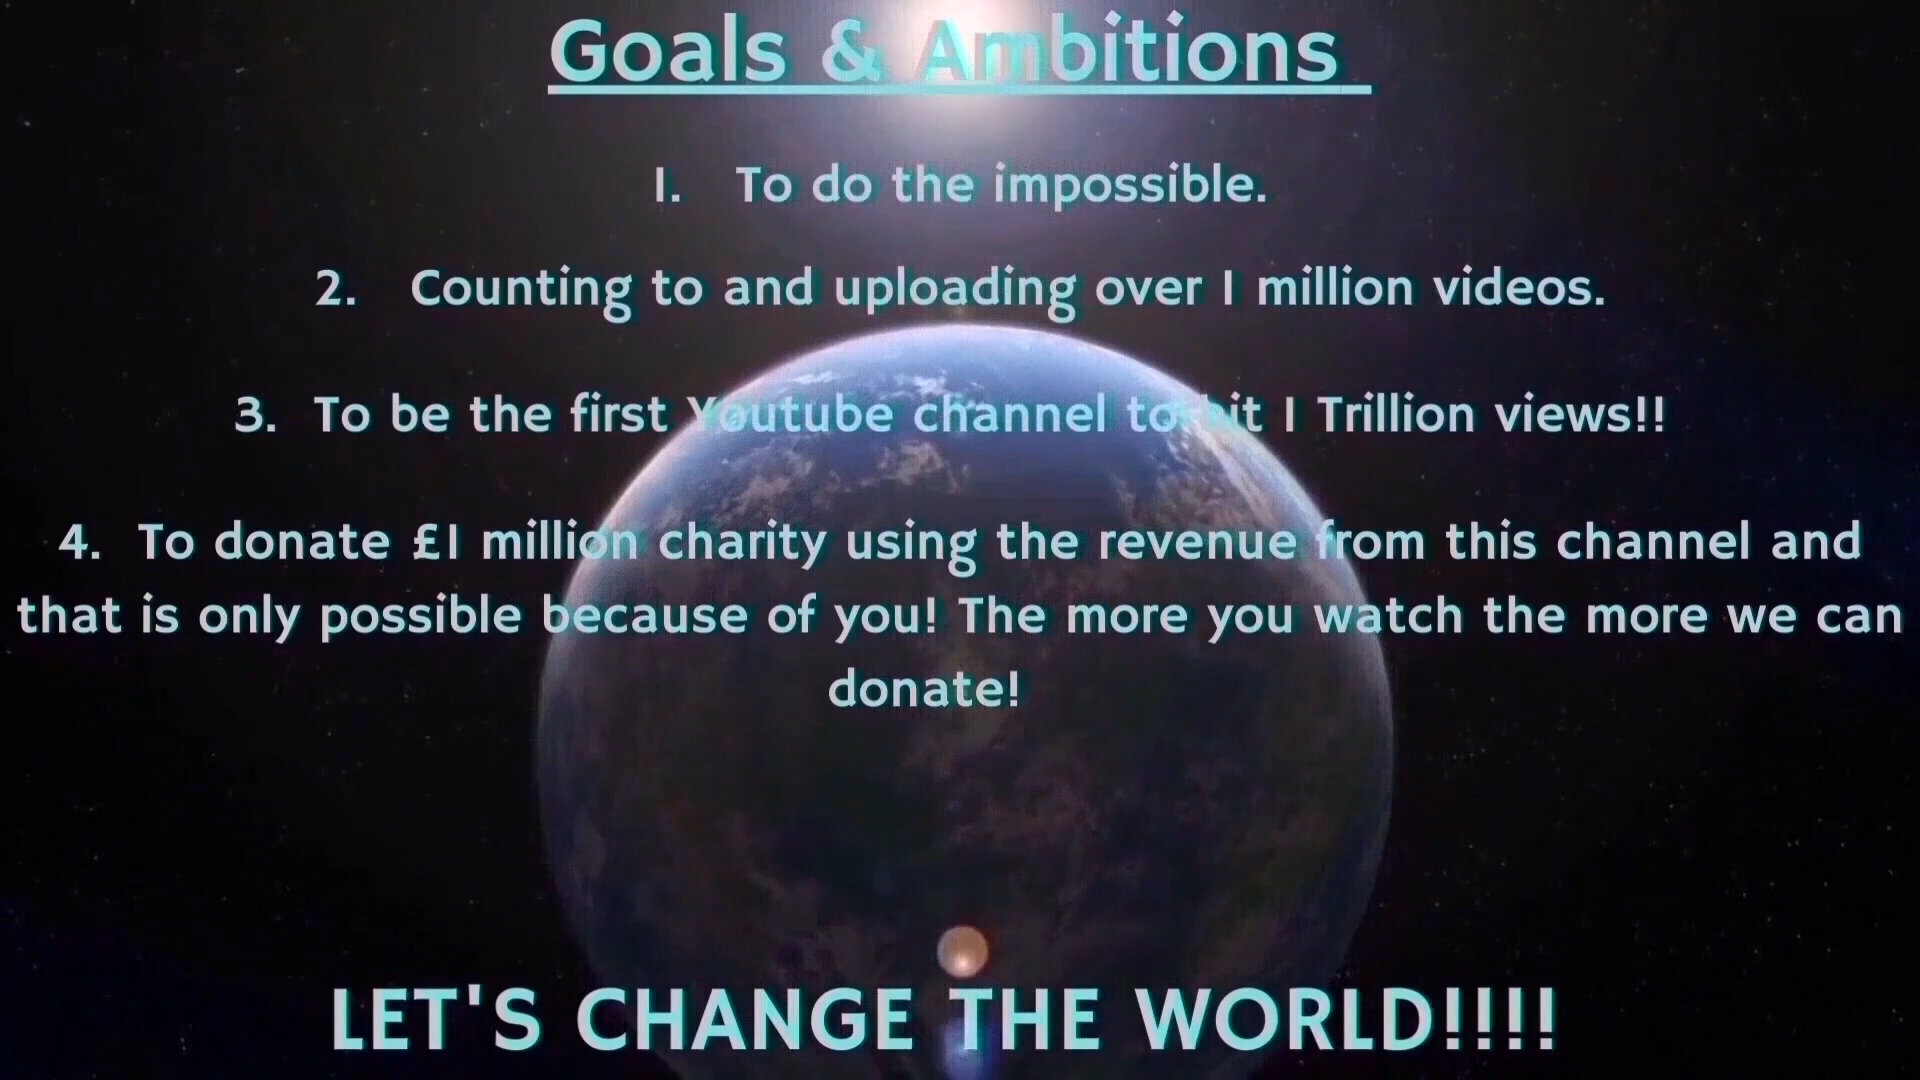 Goals & Ambitions
1. To do the impossible.
2. Counting to and uploading over 1 million videos.
3. To be the first Youtube channel to hit 1 Trillion views!!
4. To donate £1 million charity using the revenue from this channel and
that is only possible because of you! The more you watch the more we can
donate!
LET'S CHANGE THE WORLD!!!!